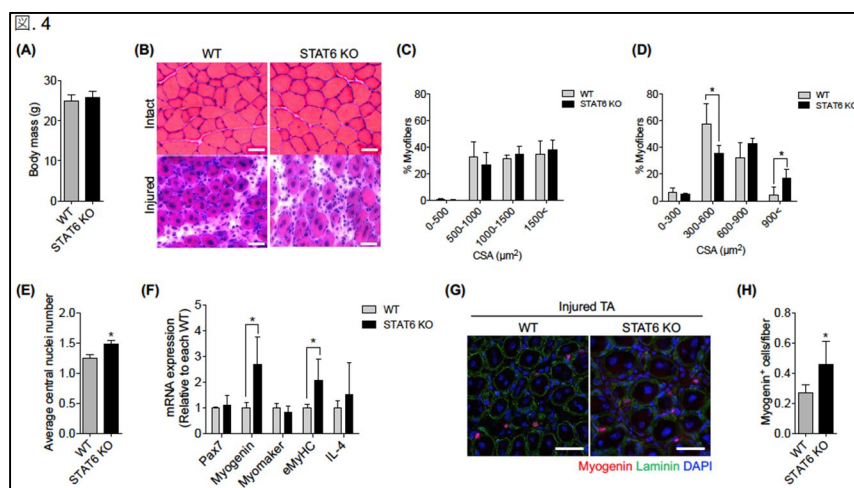 図. 4
(A)
Body mass (g)
30
20
10
0
WT
STAT6 KO
(B)
WT
STAT6 KO
Intact
Injured
(C)
WT
STAT6 KO
% Myofibers
80
60
40
20
0
0-500
500-1000
1000-1500
1500<
CSA (µm²)
(D)
WT
STAT6 KO
% Myofibers
80
60
40
20
0
*
*
0-300
300-600
600-900
900<
CSA (µm²)
(E)
Average central nuclei number
2.0
1.5
1.0
0.5
0.0
*
WT
STAT6 KO
(F)
WT
STAT6 KO
mRNA expression
(Relative to each WT)
5
4
3
2
1
0
*
*
Pax7
Myogenin
Myomaker
eMyHC
IL-4
(G)
Injured TA
WT
STAT6 KO
Myogenin Laminin DAPI
(H)
Myogenin⁺ cells/fiber
0.8
0.6
0.4
0.2
0.0
*
WT
STAT6 KO